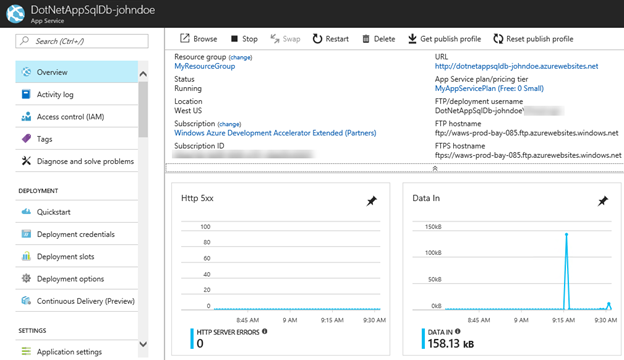 DotNetAppSqlDb-johndoe
App Service
Search (Ctrl+/)
Overview
Activity log
Access control (IAM)
Tags
Diagnose and solve problems
DEPLOYMENT
Quickstart
Deployment credentials
Deployment slots
Deployment options
Continuous Delivery (Preview)
SETTINGS
Application settings
Browse Stop Swap Restart Delete Get publish profile Reset publish profile
Resource group (change)
MyResourceGroup
Status
Running
Location
West US
Subscription (change)
Windows Azure Development Accelerator Extended (Partners)
Subscription ID
URL
http://dotnetappsqldb-johndoe.azurewebsites.net
App Service plan/pricing tier
MyAppServicePlan (Free: 0 Small)
FTP/deployment username
DotNetAppSqlDb-johndoe\
FTP hostname
ftp://waws-prod-bay-085.ftp.azurewebsites.windows.net
FTPS hostname
ftps://waws-prod-bay-085.ftp.azurewebsites.windows.net
Http 5xx
100
80
60
40
20
0
8:45 AM 9 AM 9:15 AM 9:30 AM
HTTP SERVER ERRORS
0
Data In
150kB
100kB
50kB
0kB
8:45 AM 9 AM 9:15 AM 9:30 AM
DATA IN
158.13 kB